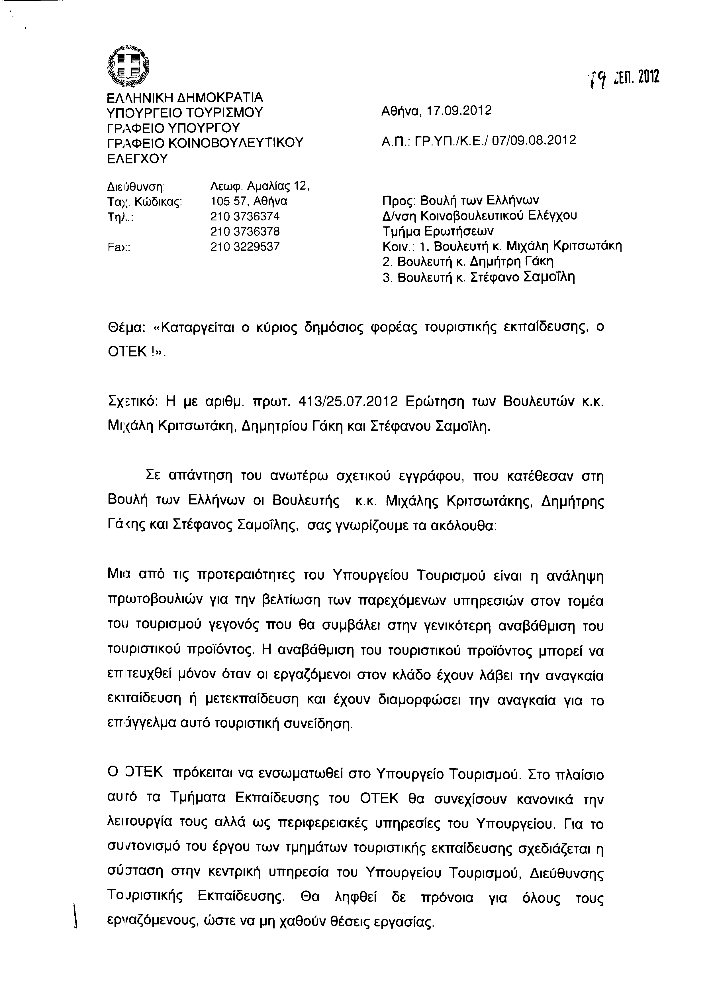 19 ΣΕΠ. 2012
ΕΛΛΗΝΙΚΗ ΔΗΜΟΚΡΑΤΙΑ
ΥΠΟΥΡΓΕΙΟ ΤΟΥΡΙΣΜΟΥ
ΓΡΑΦΕΙΟ ΥΠΟΥΡΓΟΥ
ΓΡΑΦΕΙΟ ΚΟΙΝΟΒΟΥΛΕΥΤΙΚΟΥ
ΕΛΕΓΧΟΥ
Αθήνα, 17.09.2012
Α.Π.: ΓΡ.ΥΠ./Κ.Ε./ 07/09.08.2012
Διεύθυνση: Λεωφ. Αμαλίας 12,
Ταχ. Κώδικας: 105 57, Αθήνα
Τηλ.: 210 3736374
210 3736378
Fax: 210 3229537
Προς: Βουλή των Ελλήνων
Δ/νση Κοινοβουλευτικού Ελέγχου
Τμήμα Ερωτήσεων
Κοιν.: 1. Βουλευτή κ. Μιχάλη Κριτσωτάκη
2. Βουλευτή κ. Δημήτρη Γάκη
3. Βουλευτή κ. Στέφανο Σαμοΐλη
Θέμα: «Καταργείται ο κύριος δημόσιος φορέας τουριστικής εκπαίδευσης, ο
ΟΤΕΚ !».
Σχετικό: Η με αριθμ. πρωτ. 413/25.07.2012 Ερώτηση των Βουλευτών κ.κ.
Μιχάλη Κριτσωτάκη, Δημητρίου Γάκη και Στέφανου Σαμοΐλη.
Σε απάντηση του ανωτέρω σχετικού εγγράφου, που κατέθεσαν στη
Βουλή των Ελλήνων οι Βουλευτής κ.κ. Μιχάλης Κριτσωτάκης, Δημήτρης
Γάκης και Στέφανος Σαμοΐλης, σας γνωρίζουμε τα ακόλουθα:
Μια από τις προτεραιότητες του Υπουργείου Τουρισμού είναι η ανάληψη
πρωτοβουλιών για την βελτίωση των παρεχόμενων υπηρεσιών στον τομέα
του τουρισμού γεγονός που θα συμβάλει στην γενικότερη αναβάθμιση του
τουριστικού προϊόντος. Η αναβάθμιση του τουριστικού προϊόντος μπορεί να
επιτευχθεί μόνον όταν οι εργαζόμενοι στον κλάδο έχουν λάβει την αναγκαία
εκπαίδευση ή μετεκπαίδευση και έχουν διαμορφώσει την αναγκαία για το
επάγγελμα αυτό τουριστική συνείδηση.
Ο ΟΤΕΚ πρόκειται να ενσωματωθεί στο Υπουργείο Τουρισμού. Στο πλαίσιο
αυτό τα Τμήματα Εκπαίδευσης του ΟΤΕΚ θα συνεχίσουν κανονικά την
λειτουργία τους αλλά ως περιφερειακές υπηρεσίες του Υπουργείου. Για το
συντονισμό του έργου των τμημάτων τουριστικής εκπαίδευσης σχεδιάζεται η
σύσταση στην κεντρική υπηρεσία του Υπουργείου Τουρισμού, Διεύθυνσης
Τουριστικής Εκπαίδευσης. Θα ληφθεί δε πρόνοια για όλους τους
εργαζόμενους, ώστε να μη χαθούν θέσεις εργασίας.